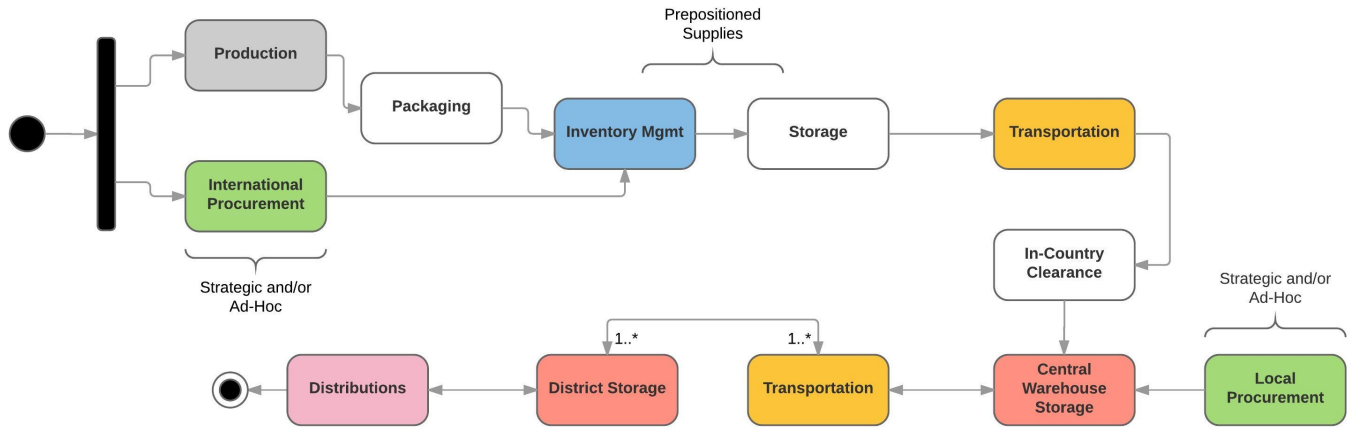 Prepositioned
Supplies
Production
Packaging
Inventory Mgmt
Storage
Transportation
International
Procurement
Strategic and/or
Ad-Hoc
In-Country
Clearance
Strategic and/or
Ad-Hoc
1..*
1..*
Distributions
District Storage
Transportation
Central
Warehouse
Storage
Local
Procurement